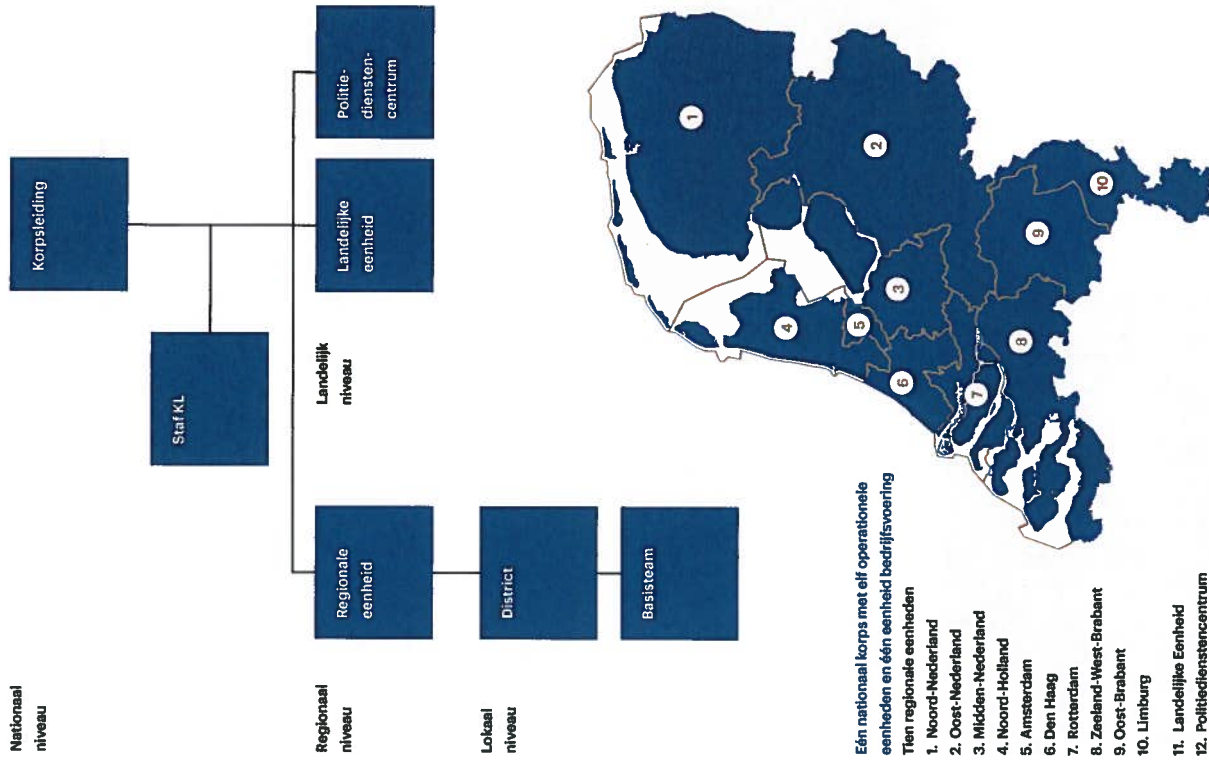 Nationaal
niveau
Korpsleiding
Staf KL
Regionaal
niveau
Regionale
eenheid
Landelijk
niveau
Landelijke
eenheid
Politie-
diensten-
centrum
Lokaal
niveau
District
Basisteam
Eén nationaal korps met elf operationele
eenheden en één eenheid bedrijfsvoering
Tien regionale eenheden
1. Noord-Nederland
2. Oost-Nederland
3. Midden-Nederland
4. Noord-Holland
5. Amsterdam
6. Den Haag
7. Rotterdam
8. Zeeland-West-Brabant
9. Oost-Brabant
10. Limburg
11. Landelijke Eenheid
12. Politiedienstencentrum
1
2
3
4
5
6
7
8
9
10